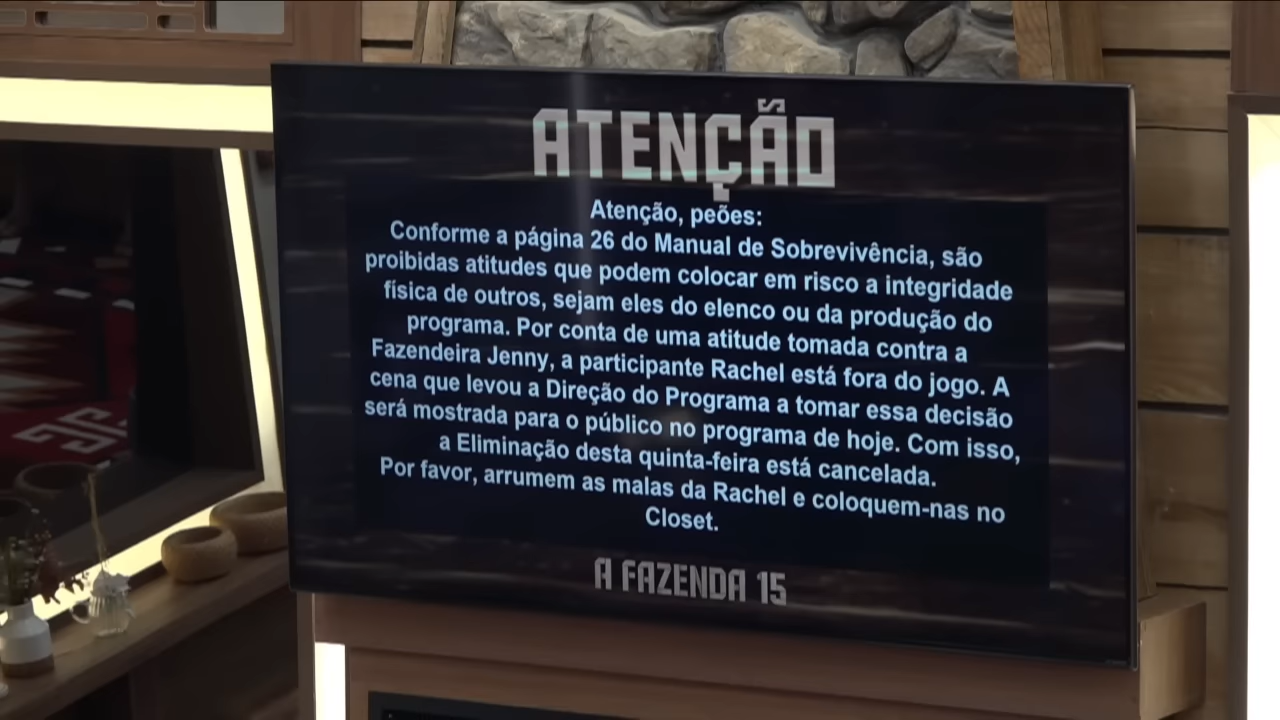 ATENÇÃO
Atenção, peões:
Conforme a página 26 do Manual de Sobrevivência, são
proibidas atitudes que podem colocar em risco a integridade
física de outros, sejam eles do elenco ou da produção do
programa. Por conta de uma atitude tomada contra a
Fazendeira Jenny, a participante Rachel está fora do jogo. A
cena que levou a Direção do Programa a tomar essa decisão
será mostrada para o público no programa de hoje. Com isso,
a Eliminação desta quinta-feira está cancelada.
Por favor, arrumem as malas da Rachel e coloquem-nas no
Closet.
A FAZENDA 15